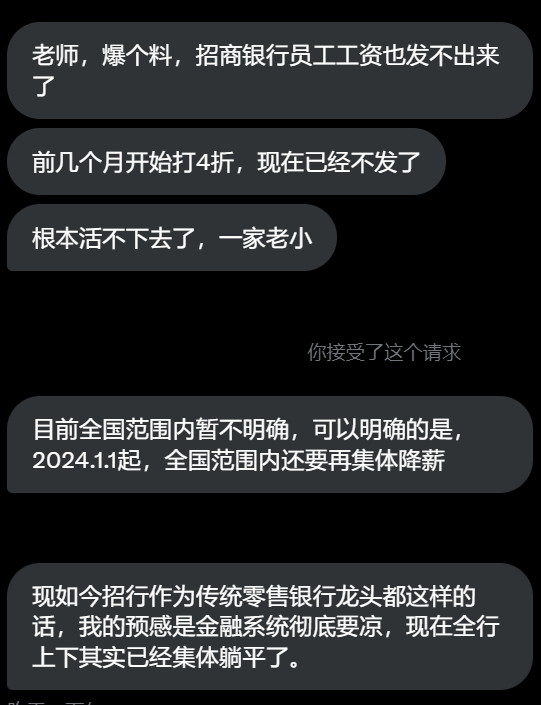 老师，爆个料，招商银行员工工资也发不出来
了
前几个月开始打4折，现在已经不发了
根本活不下去了，一家老小
你接受了这个请求
目前全国范围内暂不明确，可以明确的是，
2024.1.1起，全国范围内还要再集体降薪
现如今招行作为传统零售银行龙头都这样的
话，我的预感是金融系统彻底要凉，现在全行
上下其实已经集体躺平了。